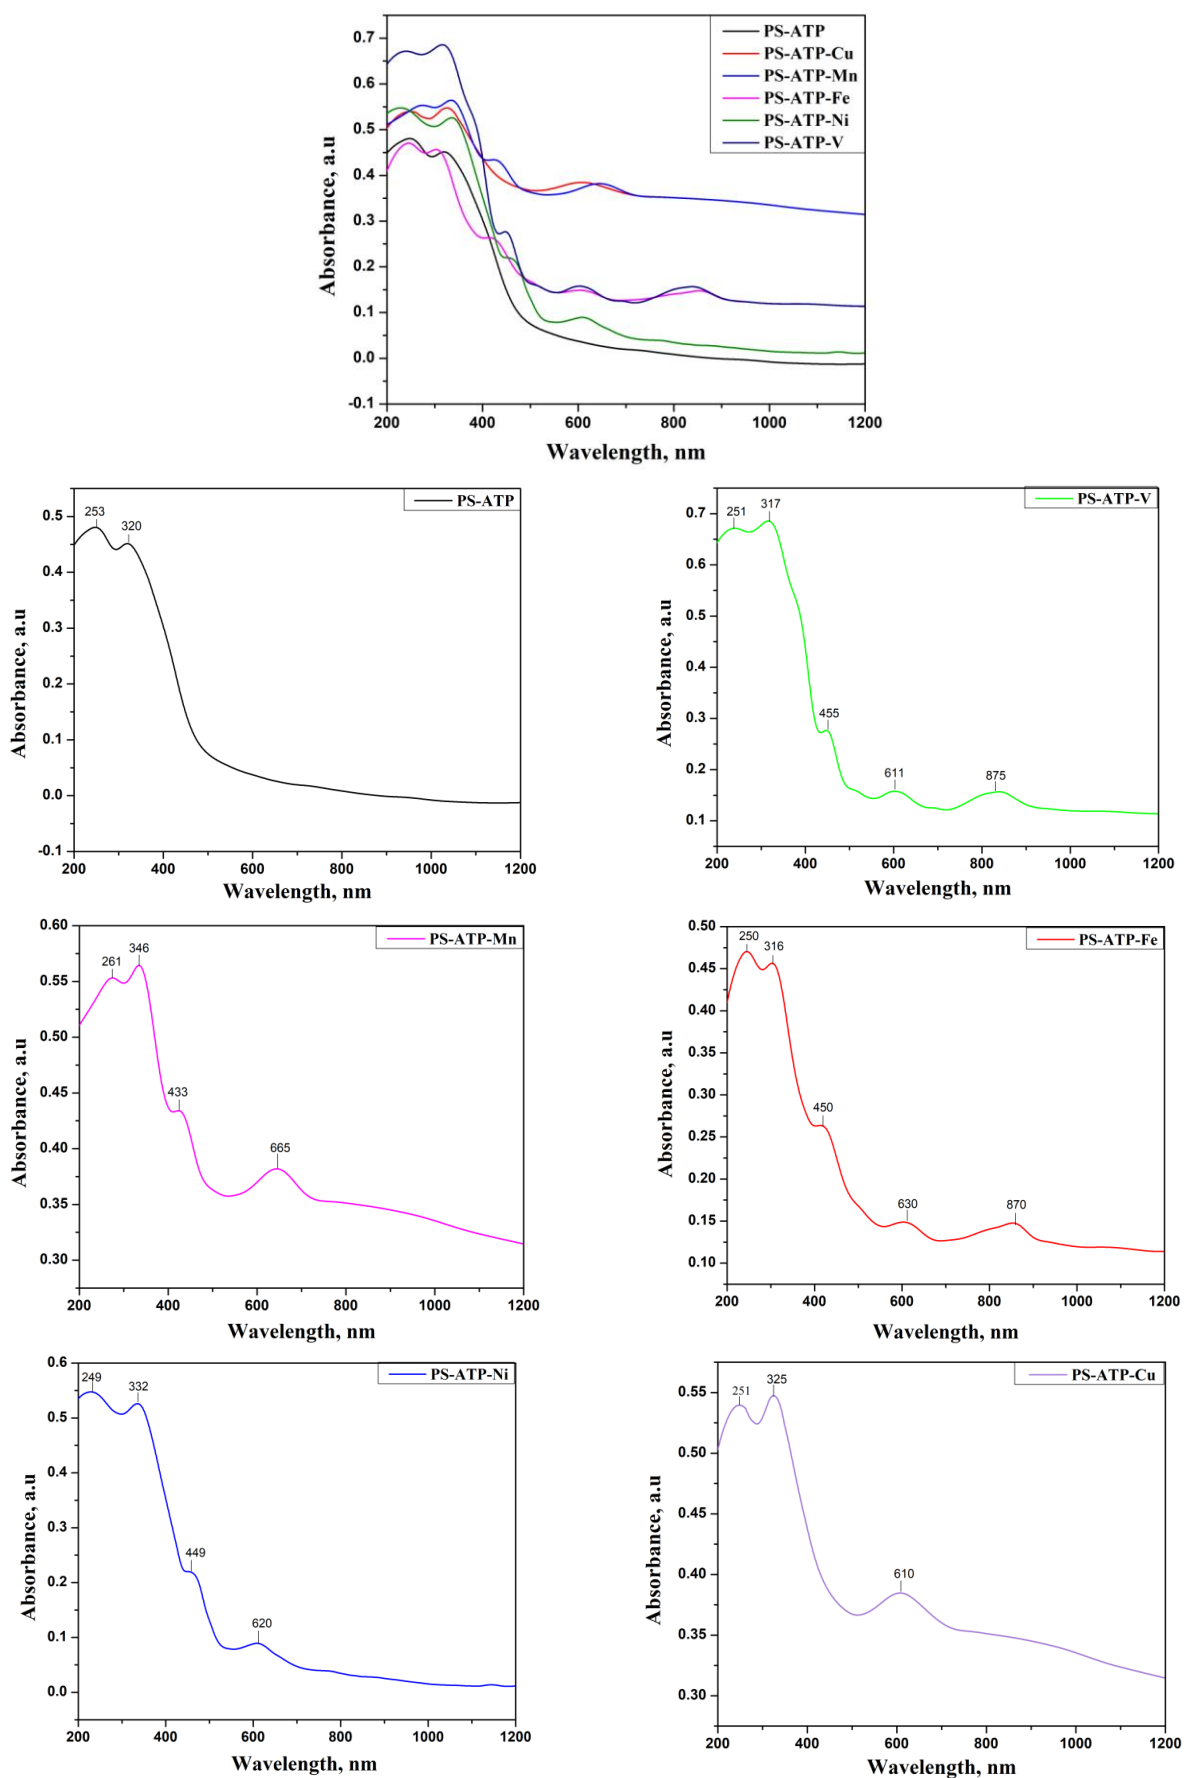 0.7
0.6
0.5
0.4
0.3
0.2
0.1
0.0
-0.1
200 400 600 800 1000 1200
Absorbance, a.u
Wavelength, nm
PS-ATP
PS-ATP-Cu
PS-ATP-Mn
PS-ATP-Fe
PS-ATP-Ni
PS-ATP-V
PS-ATP
253
320
0.5
0.4
0.3
0.2
0.1
0.0
-0.1
200 400 600 800 1000 1200
Absorbance, a.u
Wavelength, nm
PS-ATP-V
251
317
455
611
875
0.7
0.6
0.5
0.4
0.3
0.2
0.1
200 400 600 800 1000 1200
Absorbance, a.u
Wavelength, nm
PS-ATP-Mn
261
346
433
665
0.60
0.55
0.50
0.45
0.40
0.35
0.30
200 400 600 800 1000 1200
Absorbance, a.u
Wavelength, nm
PS-ATP-Fe
250
316
450
630
870
0.50
0.45
0.40
0.35
0.30
0.25
0.20
0.15
0.10
200 400 600 800 1000 1200
Absorbance, a.u
Wavelength, nm
PS-ATP-Ni
249
332
449
620
0.6
0.5
0.4
0.3
0.2
0.1
0.0
200 400 600 800 1000 1200
Absorbance, a.u
Wavelength, nm
PS-ATP-Cu
251
325
610
0.55
0.50
0.45
0.40
0.35
0.30
200 400 600 800 1000 1200
Absorbance, a.u
Wavelength, nm